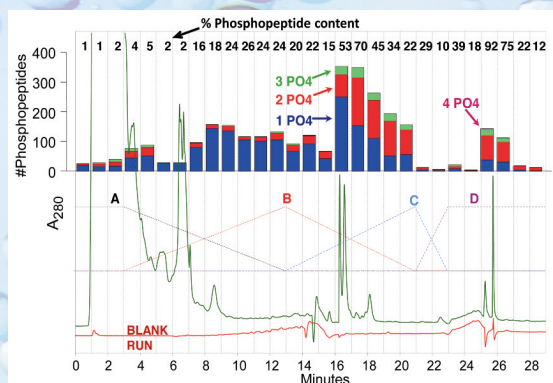 % Phosphopeptide content
1 1 2 4 5 2 2 16 18 24 26 24 24 20 22 15 53 70 45 34 22 29 10 39 18 92 75 22 12
#Phosphopeptides
400
300
200
100
0
3 PO4
2 PO4
1 PO4
4 PO4
A280
A
B
C
D
BLANK
RUN
0 2 4 6 8 10 12 14 16 18 20 22 24 26 28
Minutes